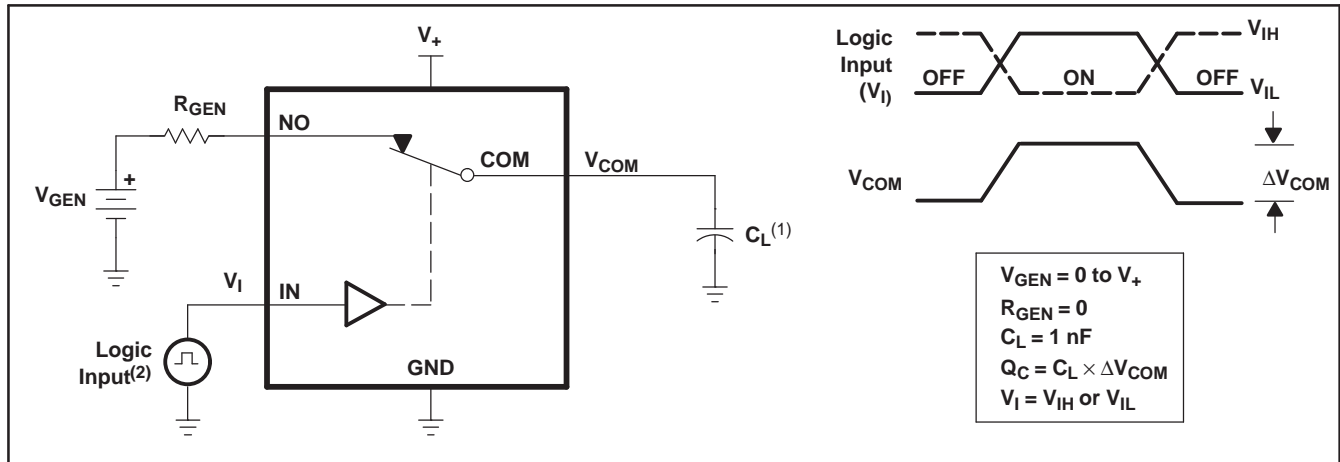 V+
RGEN
NO
COM
VCOM
VGEN
+
CL(1)
VI
IN
Logic
Input(2)
GND
Logic
Input
(VI)
OFF
ON
OFF
VIH
VIL
VCOM
ΔVCOM
VGEN = 0 to V+
RGEN = 0
CL = 1 nF
QC = CL × ΔVCOM
VI = VIH or VIL